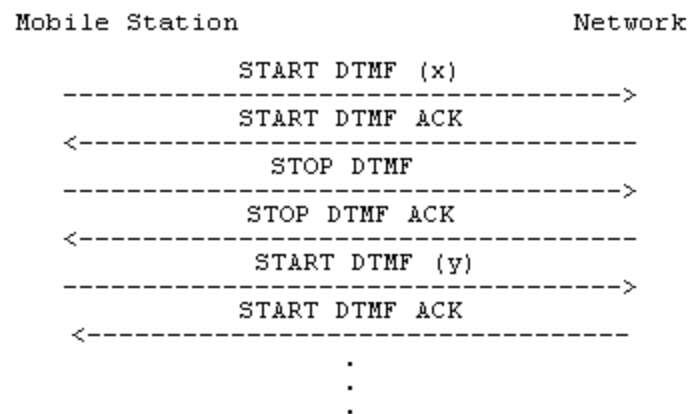 Mobile Station Network
START DTMF (x)
----------------------------------->
START DTMF ACK
<-----------------------------------
STOP DTMF
----------------------------------->
STOP DTMF ACK
<-----------------------------------
START DTMF (y)
----------------------------------->
START DTMF ACK
<----------------------------------
.
.
.